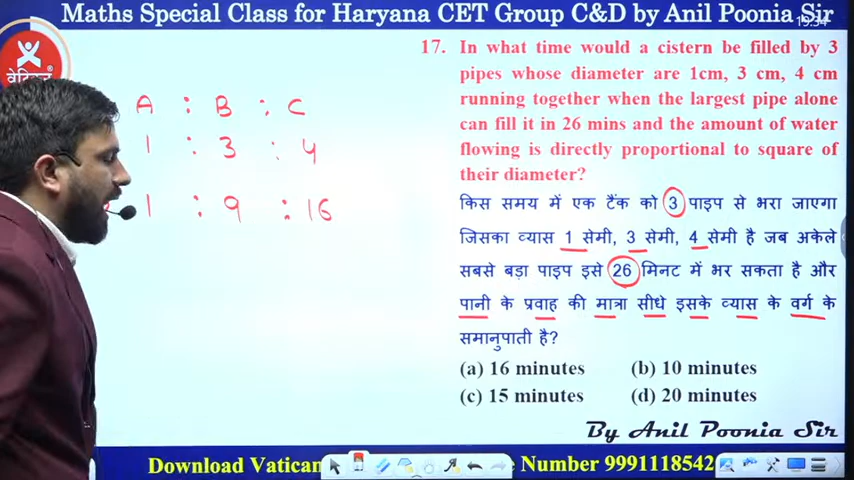 Maths Special Class for Haryana CET Group C&D by Anil Poonia Sir
19:34
वेटिकन
17. In what time would a cistern be filled by 3
pipes whose diameter are 1cm, 3 cm, 4 cm
running together when the largest pipe alone
can fill it in 26 mins and the amount of water
flowing is directly proportional to square of
their diameter?
किस समय में एक टैंक को 3 पाइप से भरा जाएगा
जिसका व्यास 1 सेमी, 3 सेमी, 4 सेमी है जब अकेले
सबसे बड़ा पाइप इसे 26 मिनट में भर सकता है और
पानी के प्रवाह की मात्रा सीधे इसके व्यास के वर्ग के
समानुपाती है?
(a) 16 minutes (b) 10 minutes
(c) 15 minutes (d) 20 minutes
A : B : C
1 : 3 : 4
1 : 9 : 16
By Anil Poonia Sir
Download Vatican Number 9991118542